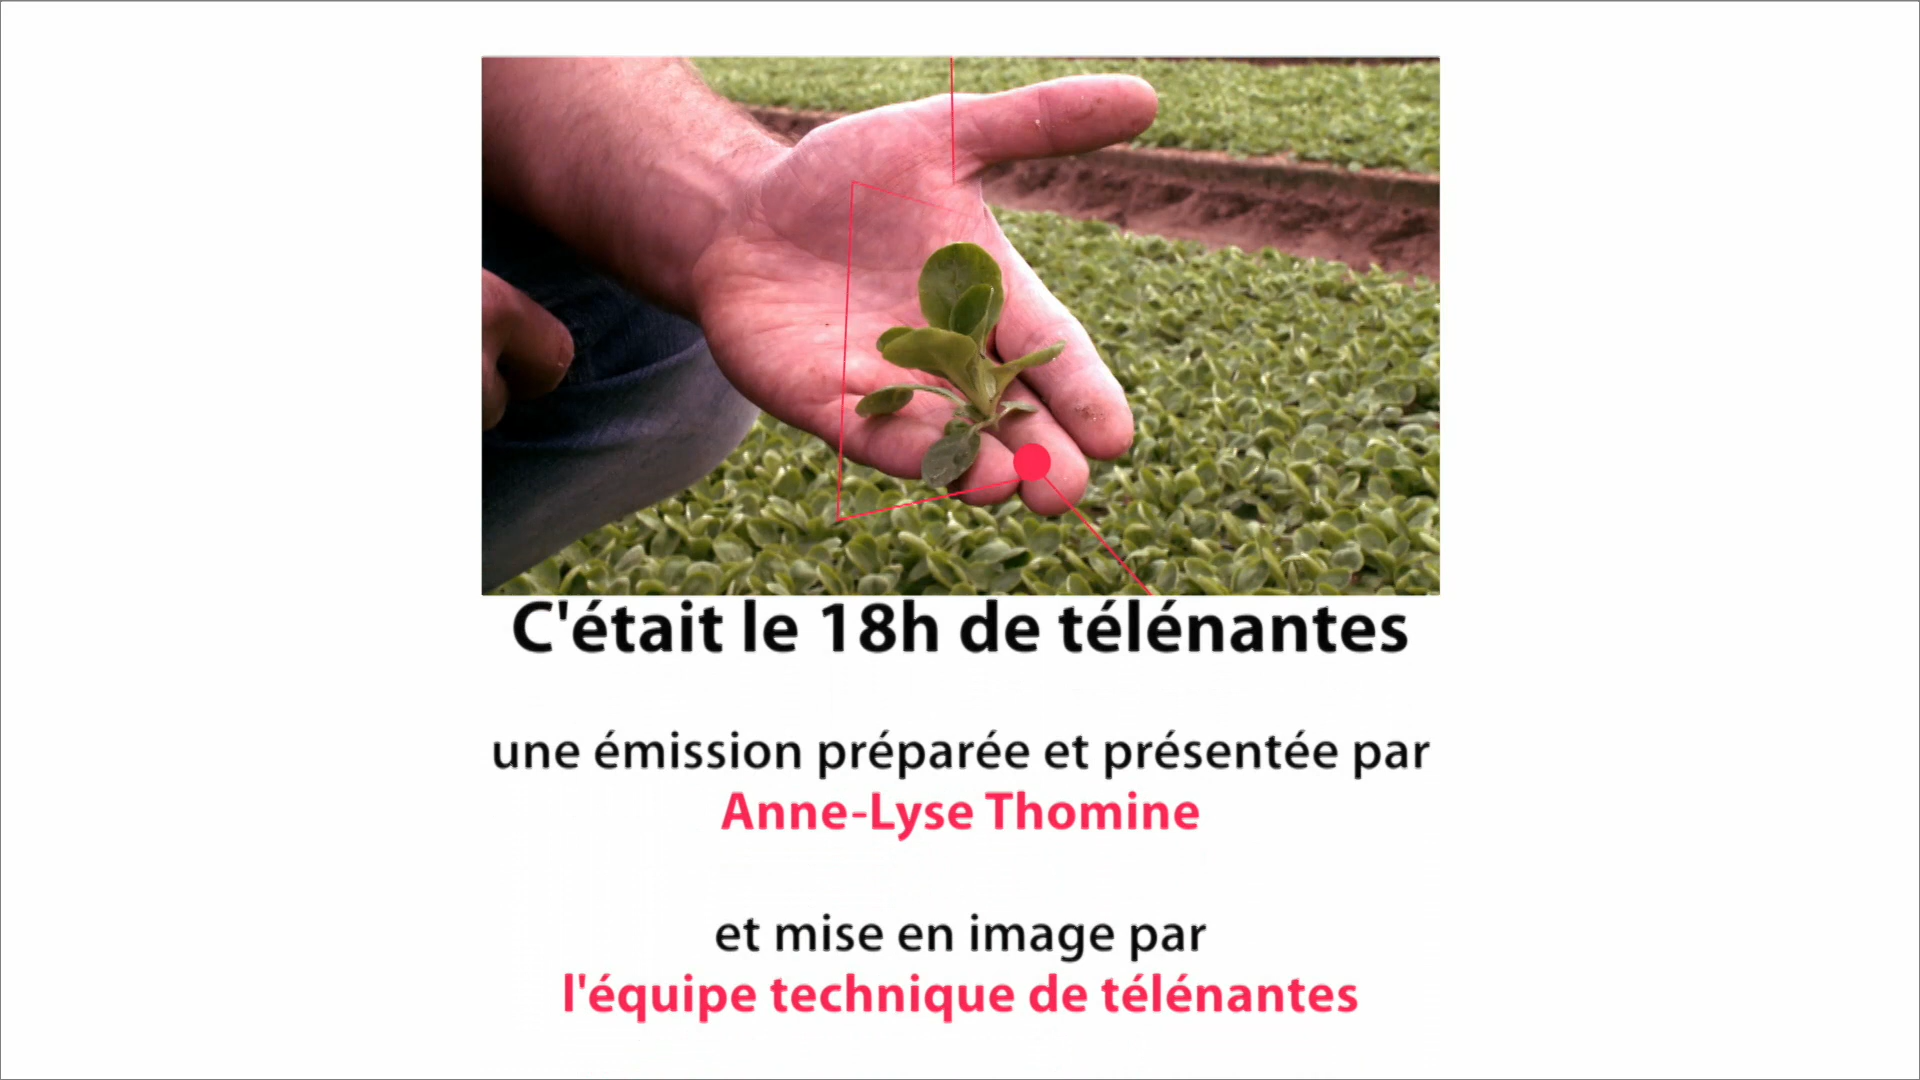 C'était le 18h de télénantes
une émission préparée et présentée par
Anne-Lyse Thomine
et mise en image par
l'équipe technique de télénantes